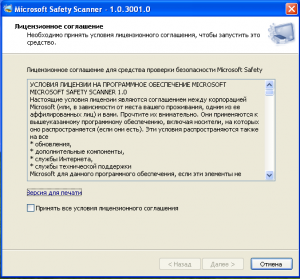 Microsoft Safety Scanner - 1.0.3001.0
Лицензионное соглашение
Необходимо принять условия лицензионного соглашения, чтобы запустить это
средство.
Лицензионное соглашение для средства проверки безопасности Microsoft Safety
УСЛОВИЯ ЛИЦЕНЗИИ НА ПРОГРАММНОЕ ОБЕСПЕЧЕНИЕ MICROSOFT
MICROSOFT SAFETY SCANNER 1.0
Настоящие условия лицензии являются соглашением между корпорацией
Microsoft (или, в зависимости от места вашего проживания, одним из ее
аффилированных лиц) и вами. Прочтите их внимательно. Они применяются к
вышеуказанному программному обеспечению, включая носители, на которых
оно распространяется (если они есть). Эти условия распространяются также
на все
* обновления,
* дополнительные компоненты,
* службы Интернета,
* службы технической поддержки
Microsoft для данного программного обеспечения, если эти элементы не
Версия для печати
Принять все условия лицензионного соглашения
< Назад
Далее >
Отмена